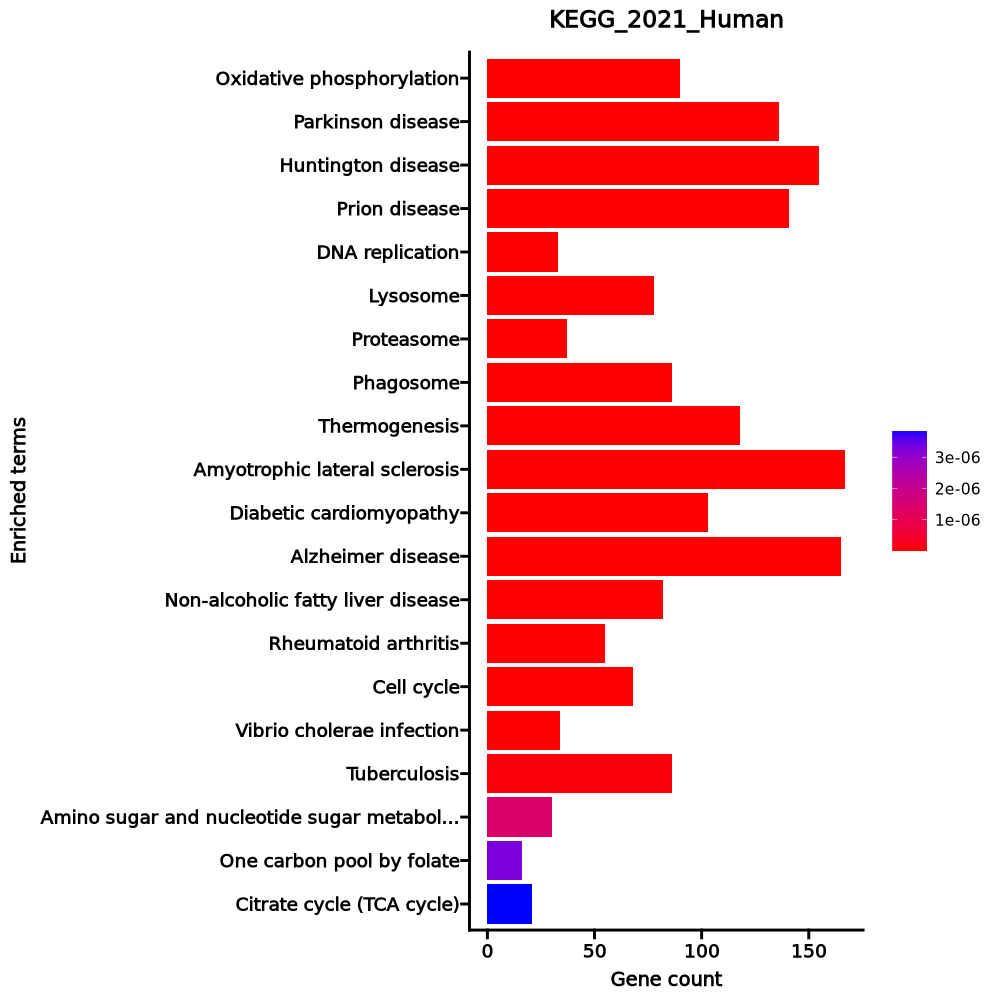 KEGG_2021_Human
Oxidative phosphorylation
Parkinson disease
Huntington disease
Prion disease
DNA replication
Lysosome
Proteasome
Phagosome
Thermogenesis
Amyotrophic lateral sclerosis
Diabetic cardiomyopathy
Alzheimer disease
Non-alcoholic fatty liver disease
Rheumatoid arthritis
Cell cycle
Vibrio cholerae infection
Tuberculosis
Amino sugar and nucleotide sugar metabol...
One carbon pool by folate
Citrate cycle (TCA cycle)
Enriched terms
0 50 100 150
Gene count
3e-06
2e-06
1e-06